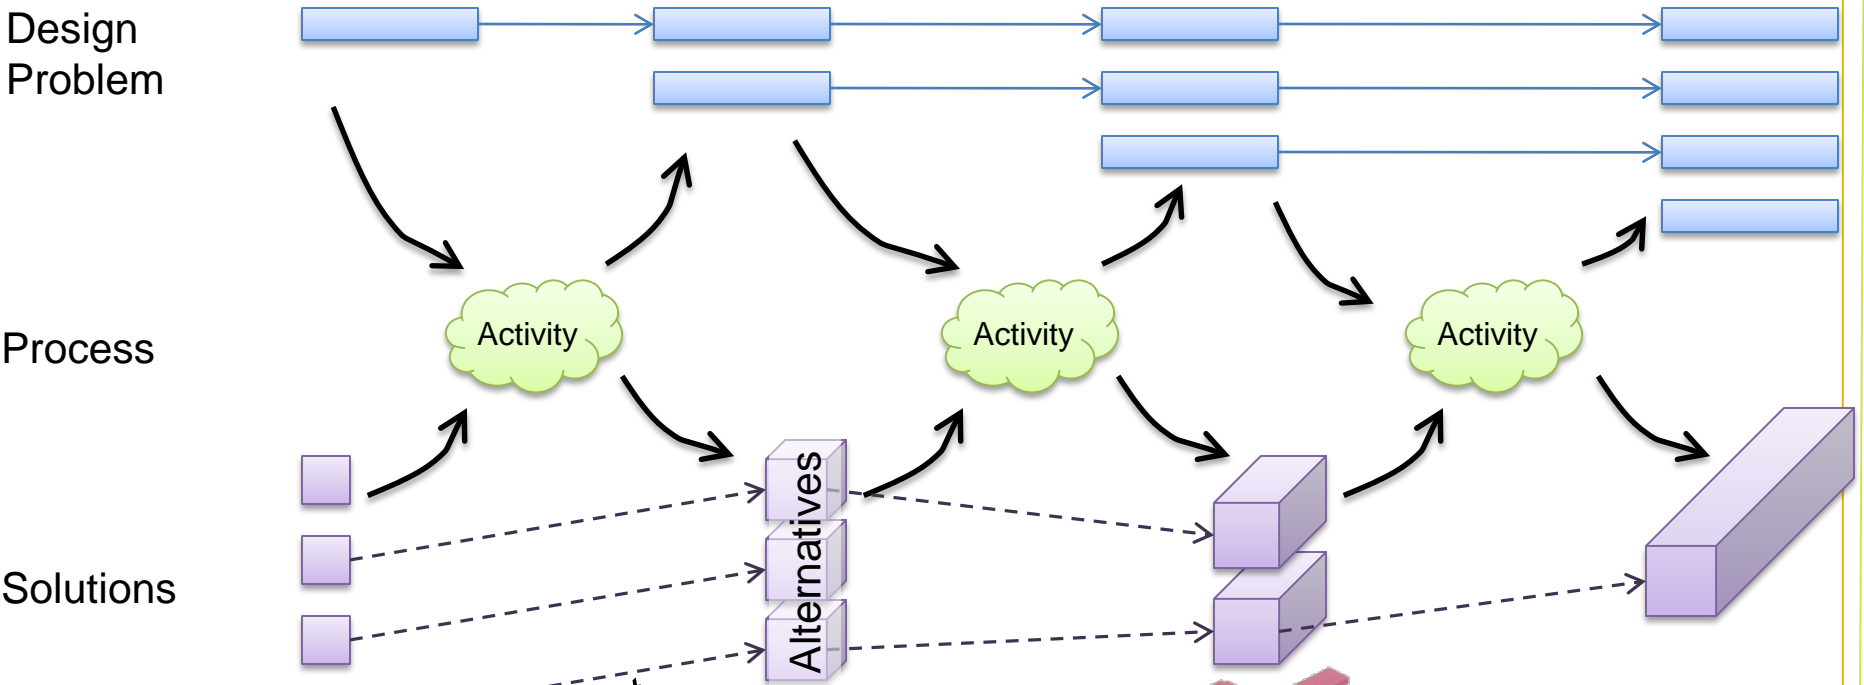 Design
Problem
Process
Activity
Activity
Activity
Solutions
Alternatives